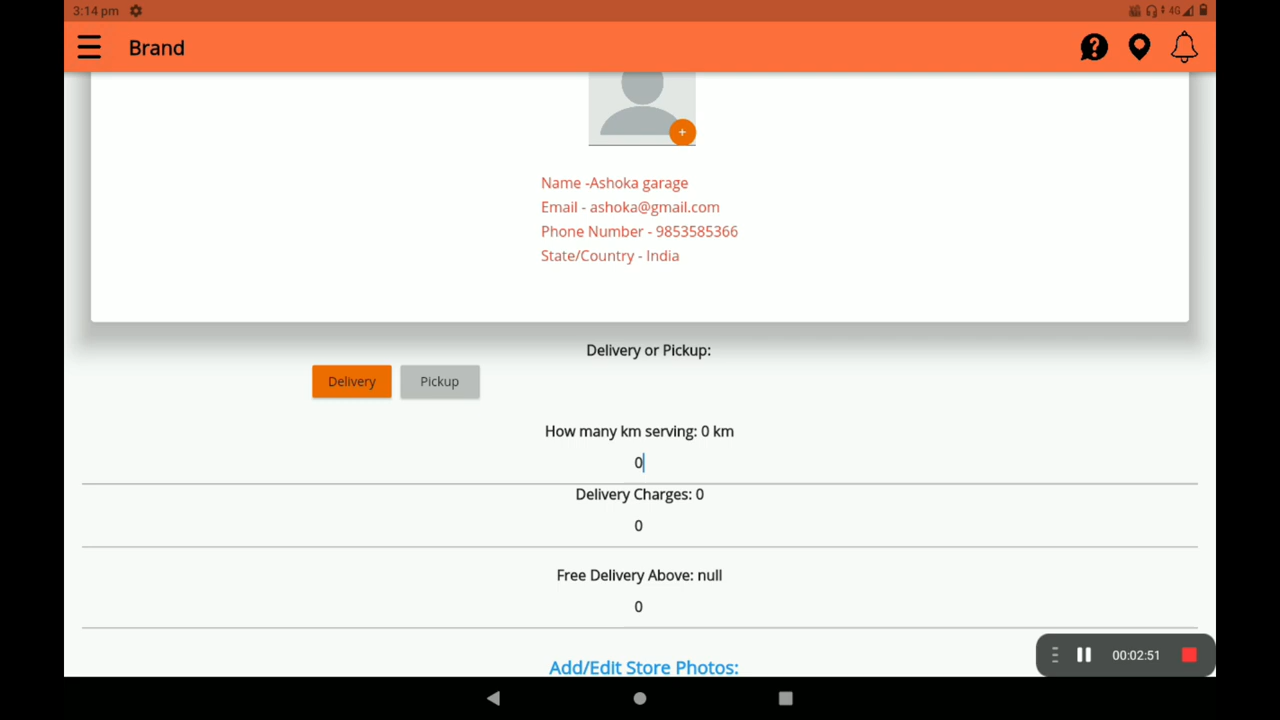 3:14 pm 4G
Brand
Name -Ashoka garage
Email - ashoka@gmail.com
Phone Number - 9853585366
State/Country - India
Delivery or Pickup:
Delivery Pickup
How many km serving: 0 km
0
Delivery Charges: 0
0
Free Delivery Above: null
0
Add/Edit Store Photos:
00:02:51